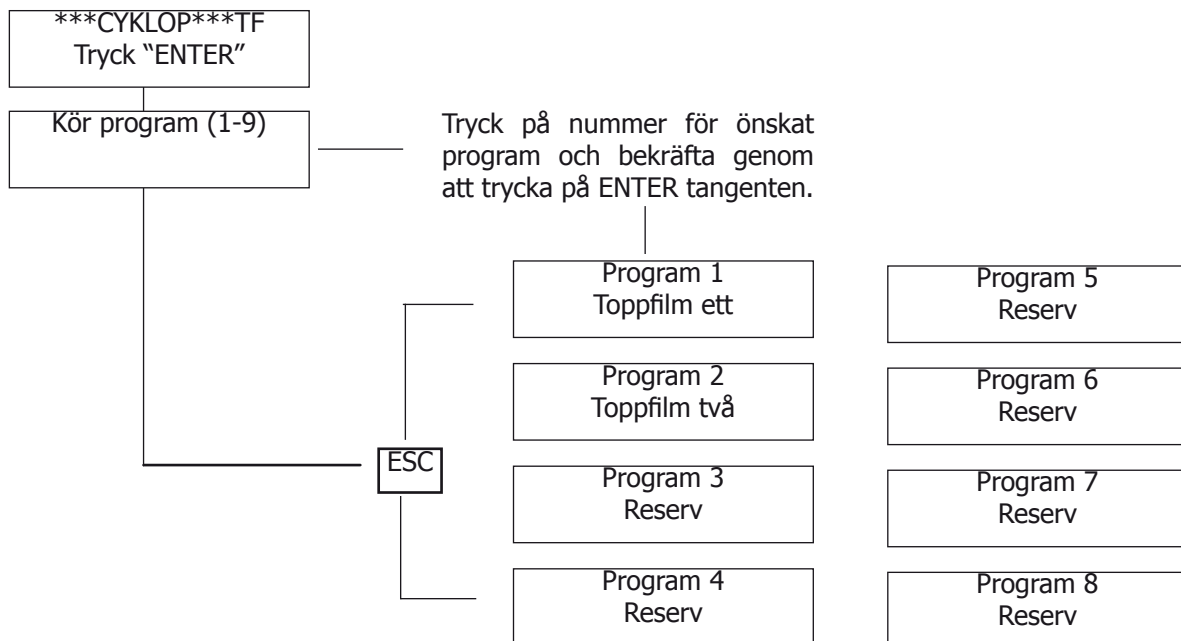 ***CYKLOP***TF
Tryck “ENTER”
Kör program (1-9)
Tryck på nummer för önskat
program och bekräfta genom
att trycka på ENTER tangenten.
Program 1
Toppfilm ett
Program 5
Reserv
Program 2
Toppfilm två
Program 6
Reserv
ESC
Program 3
Reserv
Program 7
Reserv
Program 4
Reserv
Program 8
Reserv